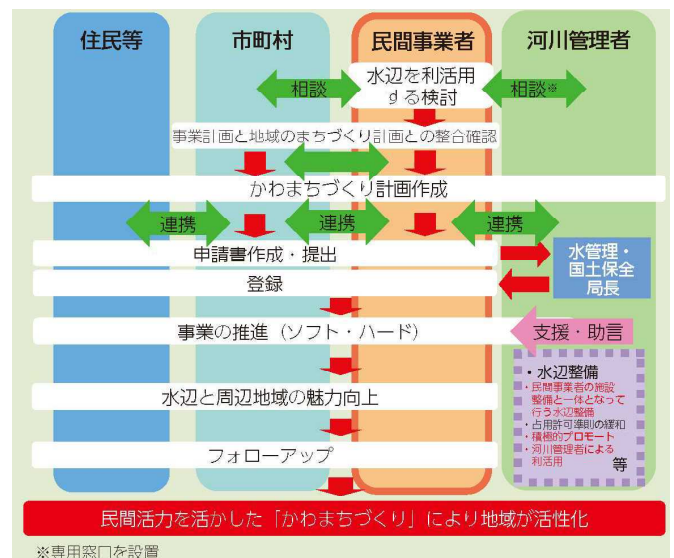 住民等
市町村
民間事業者
河川管理者
水辺を利活用
する検討
相談
相談※
事業計画と地域のまちづくり計画との整合確認
かわまちづくり計画作成
連携
連携
連携
申請書作成・提出
水管理・
国土保全
局長
登録
事業の推進（ソフト・ハード）
支援・助言
・水辺整備
・民間事業者の施設
整備と一体となって
行う水辺整備
・占用許可準則の緩和
・積極的プロモート
・河川管理者による
利活用
等
水辺と周辺地域の魅力向上
フォローアップ
民間活力を活かした「かわまちづくり」により地域が活性化
※専用窓口を設置